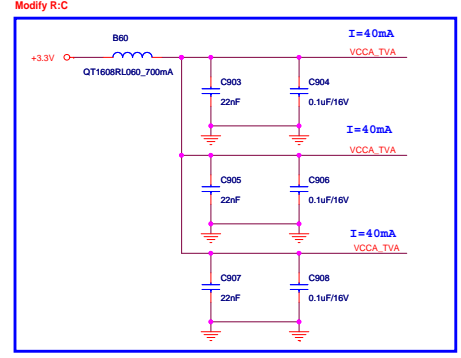 Modify R:C
B60
I=40mA
+3.3V
VCCA_TVA
QT1608RL060_700mA
C903
C904
22nF
0.1uF/16V
I=40mA
VCCA_TVA
C905
C906
22nF
0.1uF/16V
I=40mA
VCCA_TVA
C907
C908
22nF
0.1uF/16V